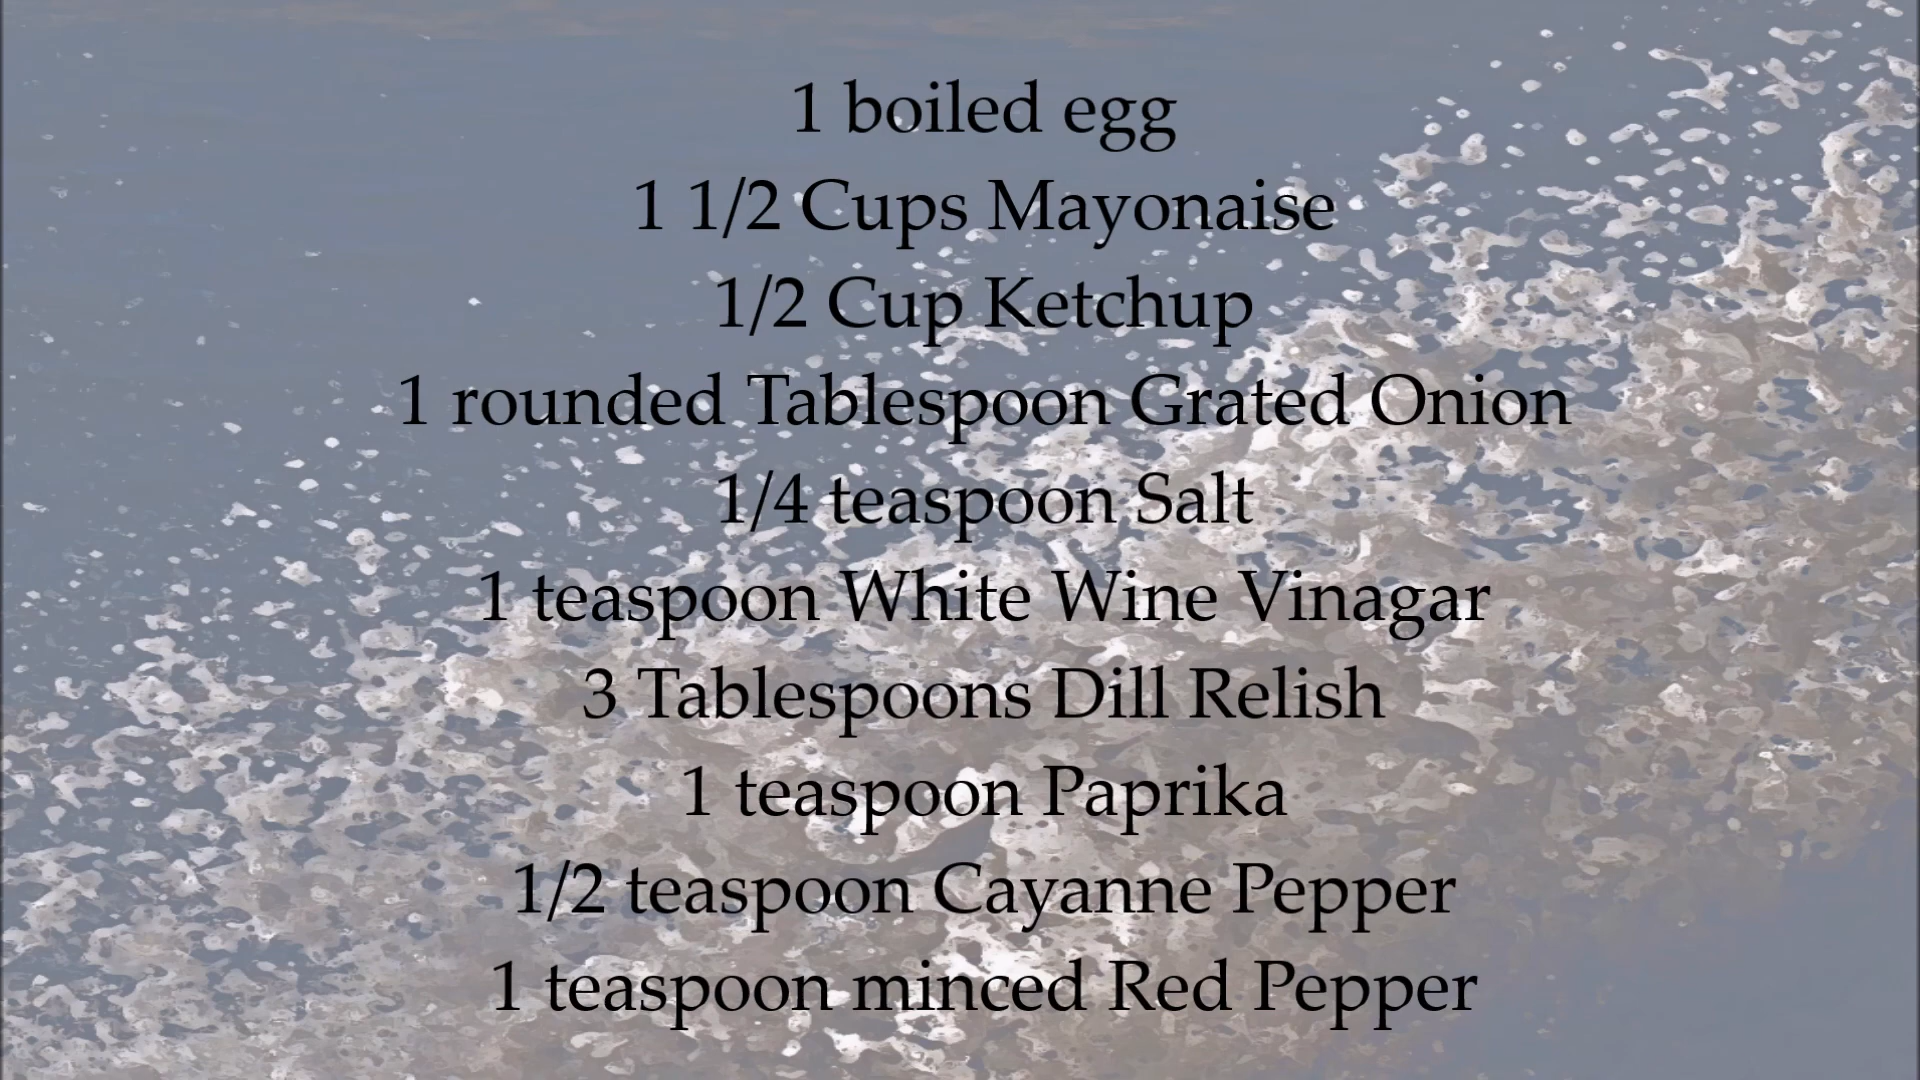 1 boiled egg
1 1/2 Cups Mayonaise
1/2 Cup Ketchup
1 rounded Tablespoon Grated Onion
1/4 teaspoon Salt
1 teaspoon White Wine Vinagar
3 Tablespoons Dill Relish
1 teaspoon Paprika
1/2 teaspoon Cayanne Pepper
1 teaspoon minced Red Pepper